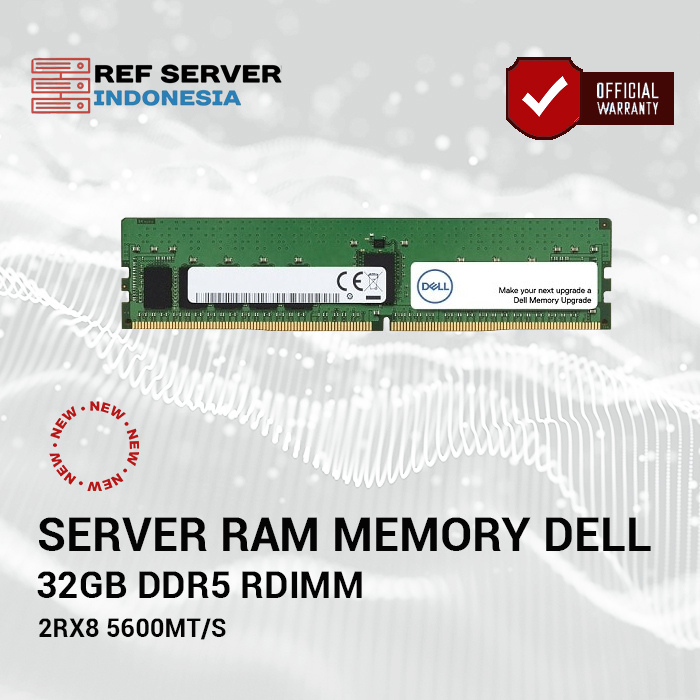 REF SERVER
INDONESIA
OFFICIAL
WARRANTY
CE
DELL
Make your next upgrade a
Dell Memory Upgrade
NEW • NEW • NEW • NEW • NEW •
SERVER RAM MEMORY DELL
32GB DDR5 RDIMM
2RX8 5600MT/S